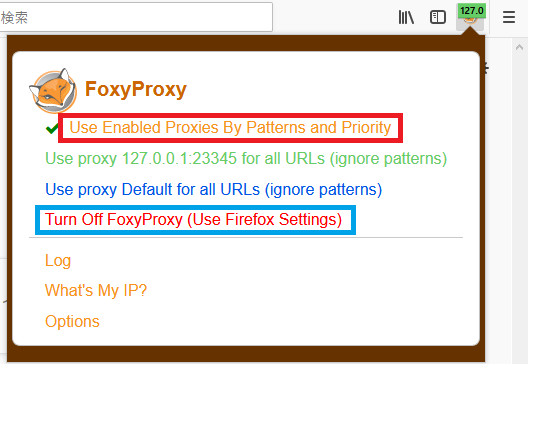 検索
127.0
FoxyProxy
Use Enabled Proxies By Patterns and Priority
Use proxy 127.0.0.1:23345 for all URLs (ignore patterns)
Use proxy Default for all URLs (ignore patterns)
Turn Off FoxyProxy (Use Firefox Settings)
Log
What's My IP?
Options